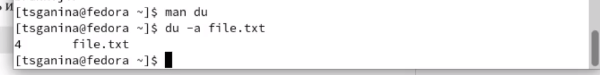 и
[tsganina@fedora ~]$ man du
[tsganina@fedora ~]$ du -a file.txt
4 file.txt
[tsganina@fedora ~]$